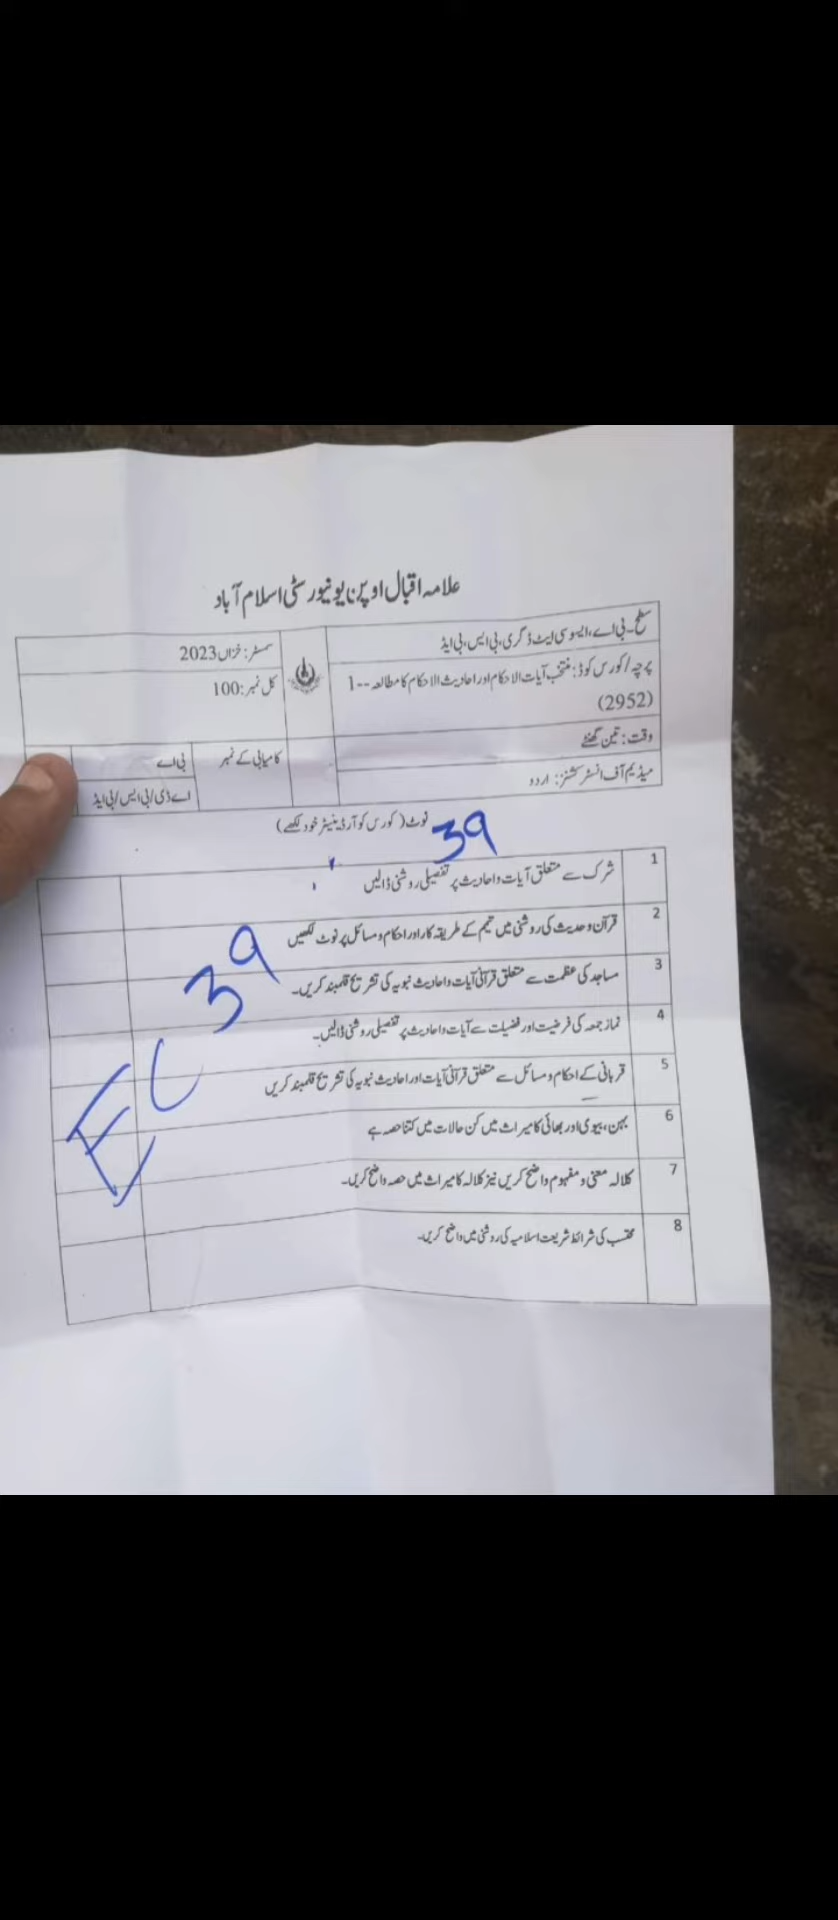 علامہ اقبال اوپن یونیورسٹی اسلام آباد
سطح۔ بی اے، ایسوسی ایٹ ڈگری، بی ایس، بی ایڈ
سمسٹر: خزاں 2023
پرچہ/کورس کوڈ: منتخب آیات الاحکام اور احادیث الاحکام کا مطالعہ --1
(2952)
کل نمبر: 100
وقت: تین گھنٹے
کامیابی کے نمبر
بی اے
میڈیم آف انسٹرکشنز: اردو
اے ڈی/بی ایس/بی ایڈ
نوٹ (کورس کوآرڈینیٹر خود لکھے)
39
1 شرک سے متعلق آیات و احادیث پر تفصیلی روشنی ڈالیں
2 قرآن و حدیث کی روشنی میں تیمم کے طریقہ کار اور احکام و مسائل پر نوٹ لکھیں
3 مساجد کی عظمت سے متعلق قرآنی آیات و احادیث نبویہ کی تشریح قلمبند کریں۔
4 نماز جمعہ کی فرضیت اور فضیلت سے آیات و احادیث پر تفصیلی روشنی ڈالیں۔
5 قربانی کے احکام و مسائل سے متعلق قرآنی آیات اور احادیث نبویہ کی تشریح قلمبند کریں
6 بہن، بیوی اور بھائی کا میراث میں کن حالات میں کتنا حصہ ہے
7 کلالہ معنی و مفہوم واضح کریں نیز کلالہ کا میراث میں حصہ واضح کریں۔
8 محتسب کی شرائط شریعت اسلامیہ کی روشنی میں واضح کریں۔
EC 39